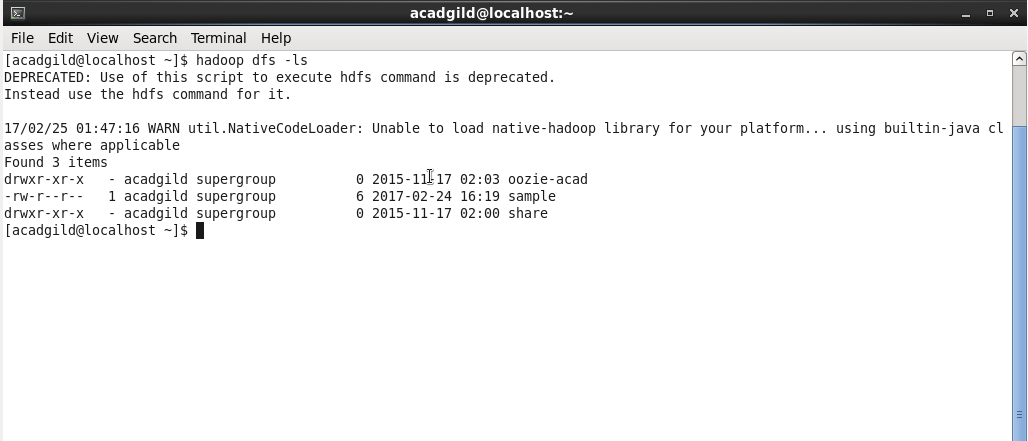 acadgild@localhost:~
File Edit View Search Terminal Help
[acadgild@localhost ~]$ hadoop dfs -ls
DEPRECATED: Use of this script to execute hdfs command is deprecated.
Instead use the hdfs command for it.

17/02/25 01:47:16 WARN util.NativeCodeLoader: Unable to load native-hadoop library for your platform... using builtin-java cl
asses where applicable
Found 3 items
drwxr-xr-x   - acadgild supergroup          0 2015-11-17 02:03 oozie-acad
-rw-r--r--   1 acadgild supergroup          6 2017-02-24 16:19 sample
drwxr-xr-x   - acadgild supergroup          0 2015-11-17 02:00 share
[acadgild@localhost ~]$